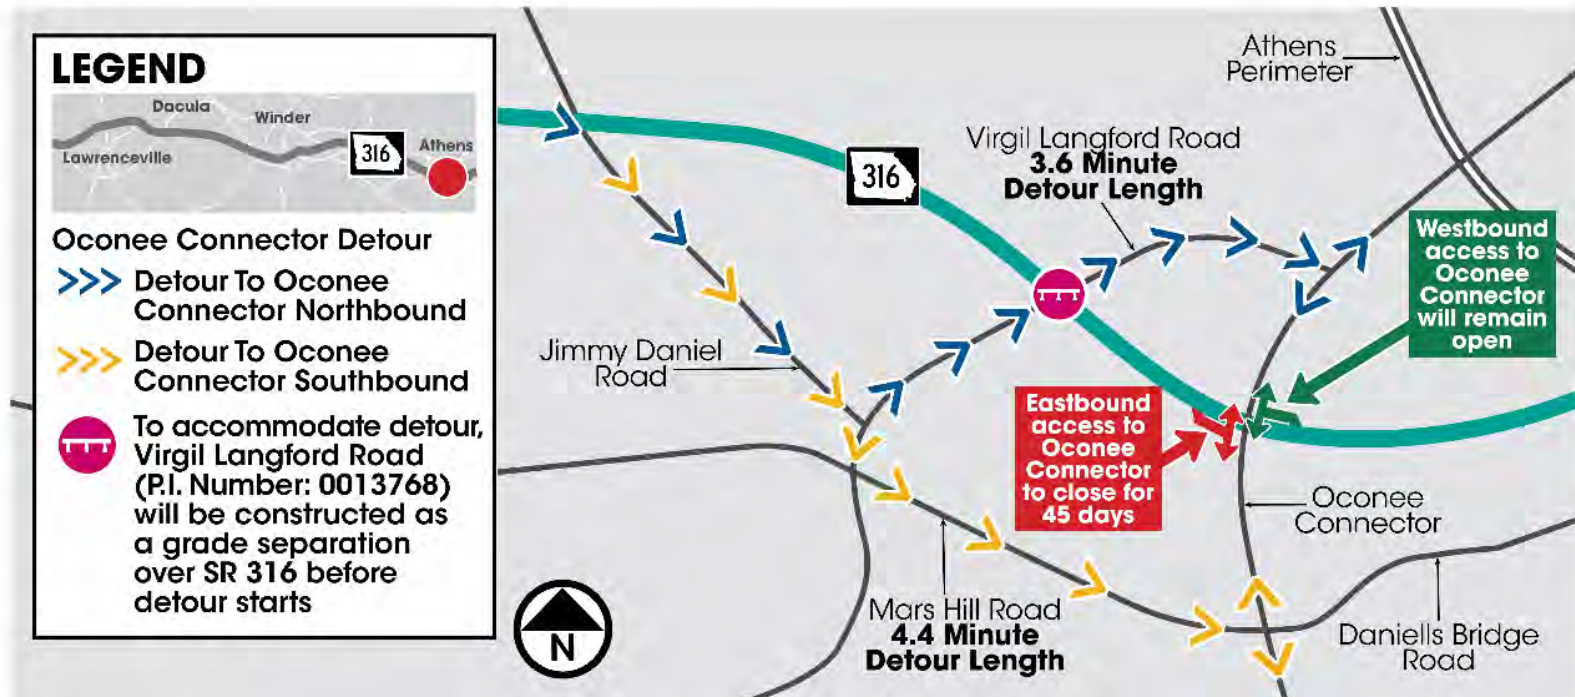 LEGEND
Dacula
Winder
Lawrenceville
316
Athens
Oconee Connector Detour
Detour To Oconee
Connector Northbound
Detour To Oconee
Connector Southbound
To accommodate detour,
Virgil Langford Road
(P.I. Number: 0013768)
will be constructed as
a grade separation
over SR 316 before
detour starts
N
316
Jimmy Daniel
Road
Virgil Langford Road
3.6 Minute
Detour Length
Athens
Perimeter
Westbound
access to
Oconee
Connector
will remain
open
Eastbound
access to
Oconee
Connector
to close for
45 days
Oconee
Connector
Mars Hill Road
4.4 Minute
Detour Length
Daniells Bridge
Road